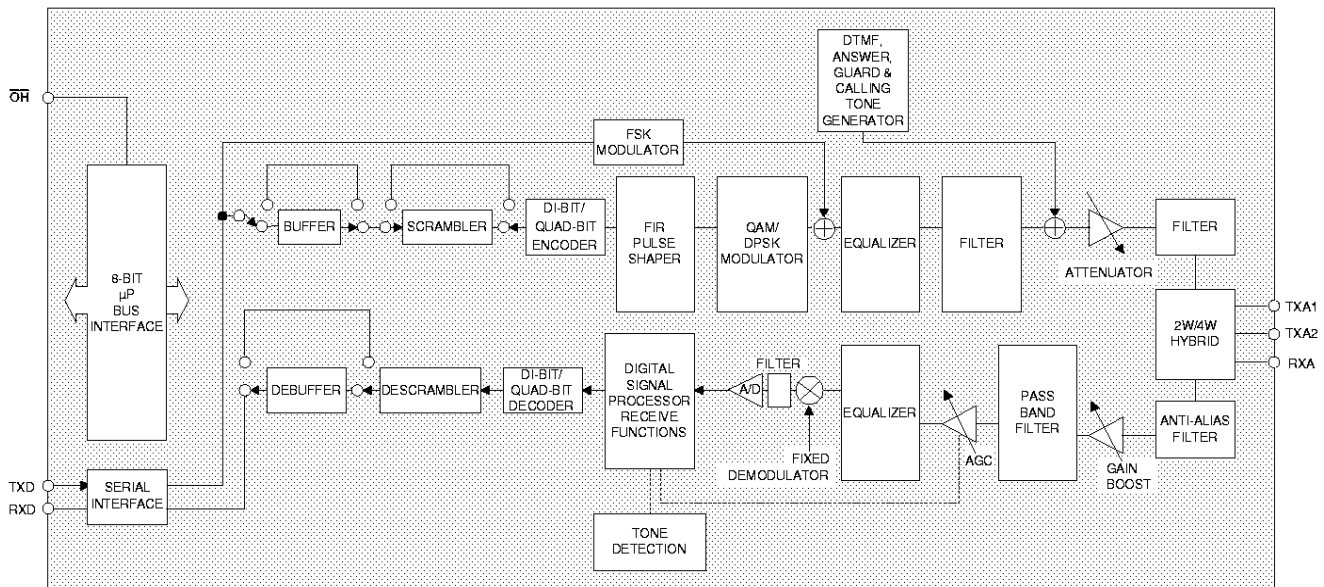 DTMF,
ANSWER,
GUARD &
CALLING
TONE
GENERATOR
OH
FSK
MODULATOR
BUFFER
SCRAMBLER
DI-BIT/
QUAD-BIT
ENCODER
FIR
PULSE
SHAPER
QAM/
DPSK
MODULATOR
EQUALIZER
FILTER
ATTENUATOR
FILTER
8-BIT
µP
BUS
INTERFACE
2W/4W
HYBRID
TXA1
TXA2
RXA
DEBUFFER
DESCRAMBLER
DI-BIT/
QUAD-BIT
DECODER
DIGITAL
SIGNAL
PROCESSOR
RECEIVE
FUNCTIONS
A/D
FILTER
FIXED
DEMODULATOR
EQUALIZER
AGC
PASS
BAND
FILTER
GAIN
BOOST
ANTI-ALIAS
FILTER
TXD
RXD
SERIAL
INTERFACE
TONE
DETECTION